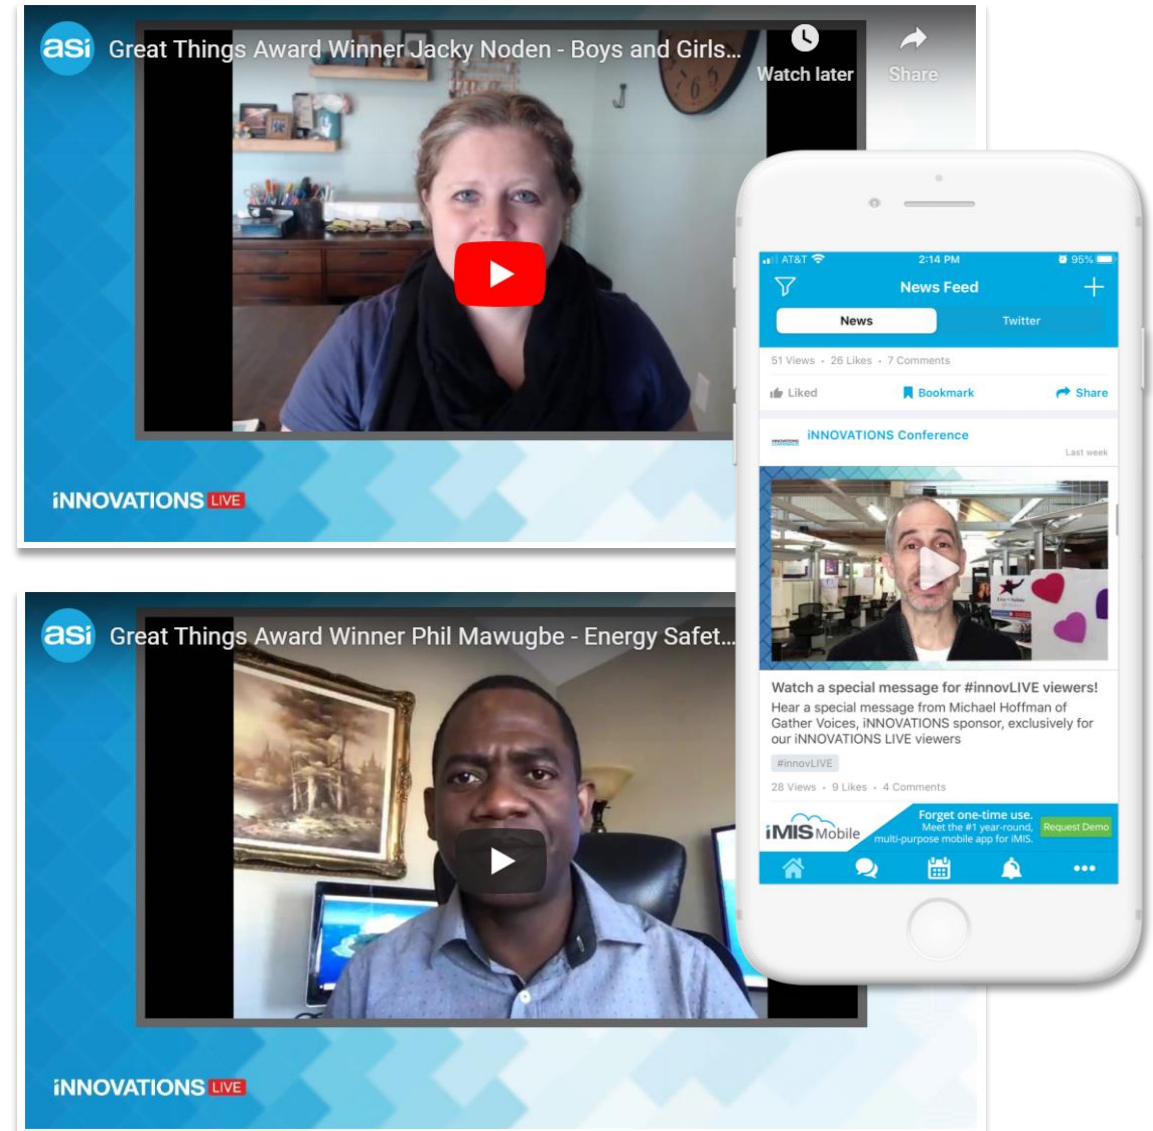 asi
Great Things Award Winner Jacky Noden - Boys and Girls...
Watch later
Share
iNNOVATIONS LIVE
asi
Great Things Award Winner Phil Mawugbe - Energy Safet...
iNNOVATIONS LIVE
AT&T
2:14 PM
95%
News Feed
News
Twitter
51 Views • 26 Likes • 7 Comments
Liked
Bookmark
Share
iNNOVATIONS Conference
Last week
Watch a special message for #innovLIVE viewers!
Hear a special message from Michael Hoffman of
Gather Voices, iNNOVATIONS sponsor, exclusively for
our iNNOVATIONS LIVE viewers
#innovLIVE
28 Views • 9 Likes • 4 Comments
iMIS Mobile
Forget one-time use.
Meet the #1 year-round,
multi-purpose mobile app for iMIS.
Request Demo